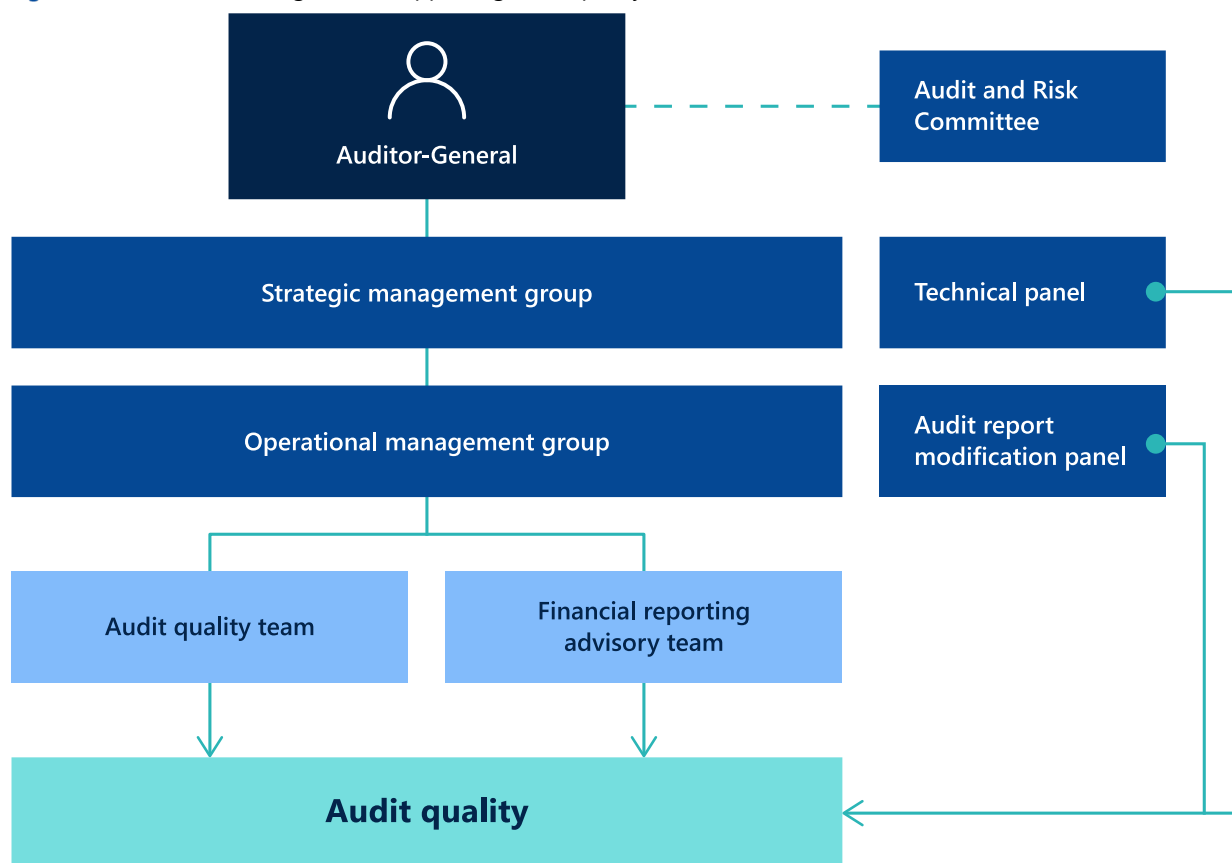 Auditor-General
Audit and Risk
Committee
Strategic management group
Technical panel
Operational management group
Audit report
modification panel
Audit quality team
Financial reporting
advisory team
Audit quality